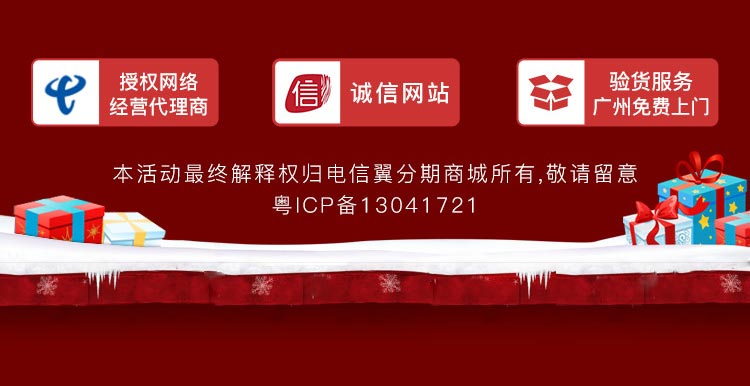 授权网络
经营代理商
信
诚信网站
验货服务
广州免费上门
本活动最终解释权归电信翼分期商城所有,敬请留意
粤ICP备13041721